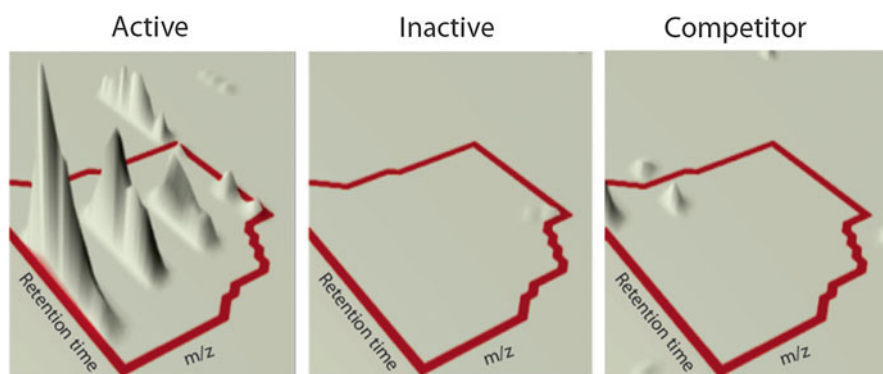 Active
Inactive
Competitor
Retention time
m/z
Retention time
m/z
Retention time
m/z